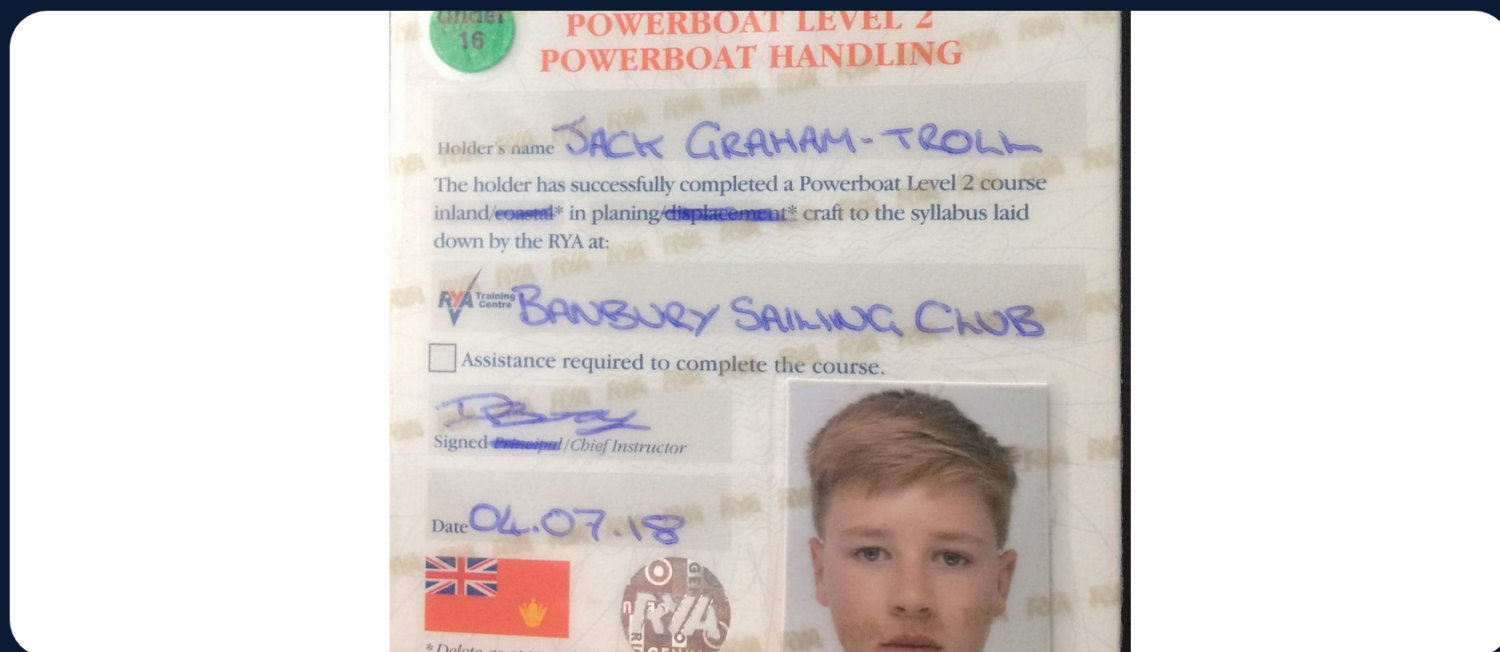 Under
16
POWERBOAT LEVEL 2
POWERBOAT HANDLING
Holder's name JACK GRAHAM-TROLL
The holder has successfully completed a Powerboat Level 2 course
inland/coastal* in planing/displacement* craft to the syllabus laid
down by the RYA at:
RYA Training Centre BANBURY SAILING CLUB
Assistance required to complete the course.
Signed Principal/Chief Instructor
Date 04.07.18
RYA